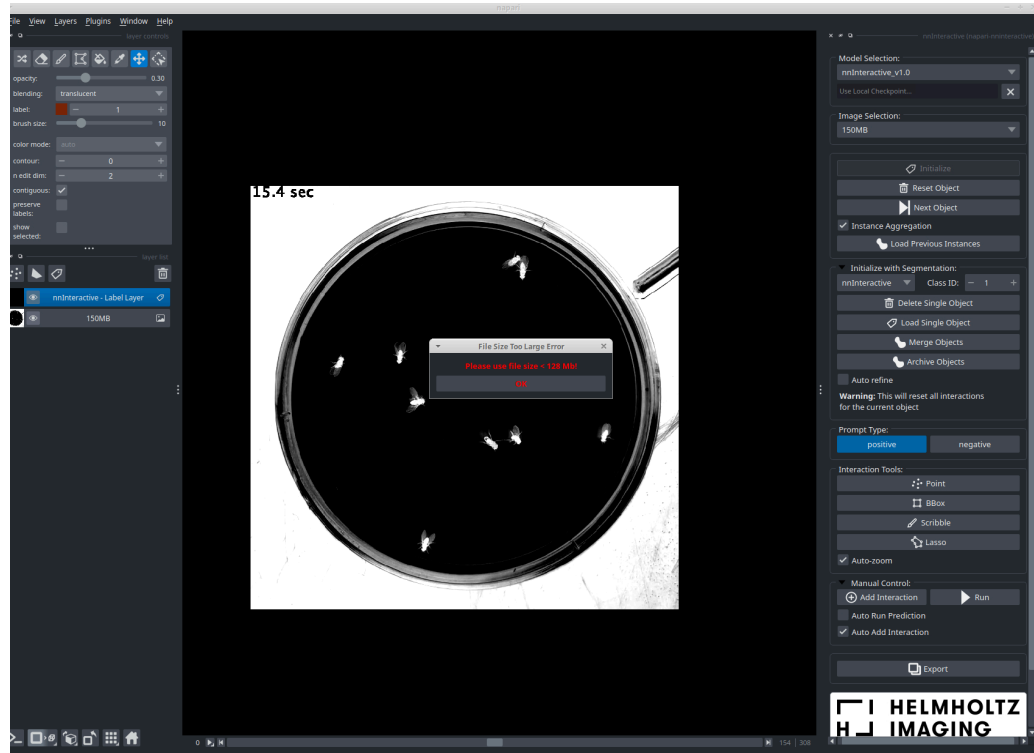 napari
File View Layers Plugins Window Help
layer controls
opacity: 0.30
blending: translucent
label: 1
brush size: 10
color mode: auto
contour: 0
n edit dim: 2
contiguous:
preserve
labels:
show
selected:
layer list
nnInteractive - Label Layer
150MB
15.4 sec
File Size Too Large Error
Please use file size < 128 Mb!
OK
0
154 308
nnInteractive (napari-nninteractive)
Model Selection:
nnInteractive_v1.0
Use Local Checkpoint...
Image Selection:
150MB
Initialize
Reset Object
Next Object
Instance Aggregation
Load Previous Instances
Initialize with Segmentation:
nnInteractive Class ID: 1
Delete Single Object
Load Single Object
Merge Objects
Archive Objects
Auto refine
Warning: This will reset all interactions
for the current object
Prompt Type:
positive negative
Interaction Tools:
Point
BBox
Scribble
Lasso
Auto-zoom
Manual Control:
Add Interaction Run
Auto Run Prediction
Auto Add Interaction
Export
HELMHOLTZ
IMAGING